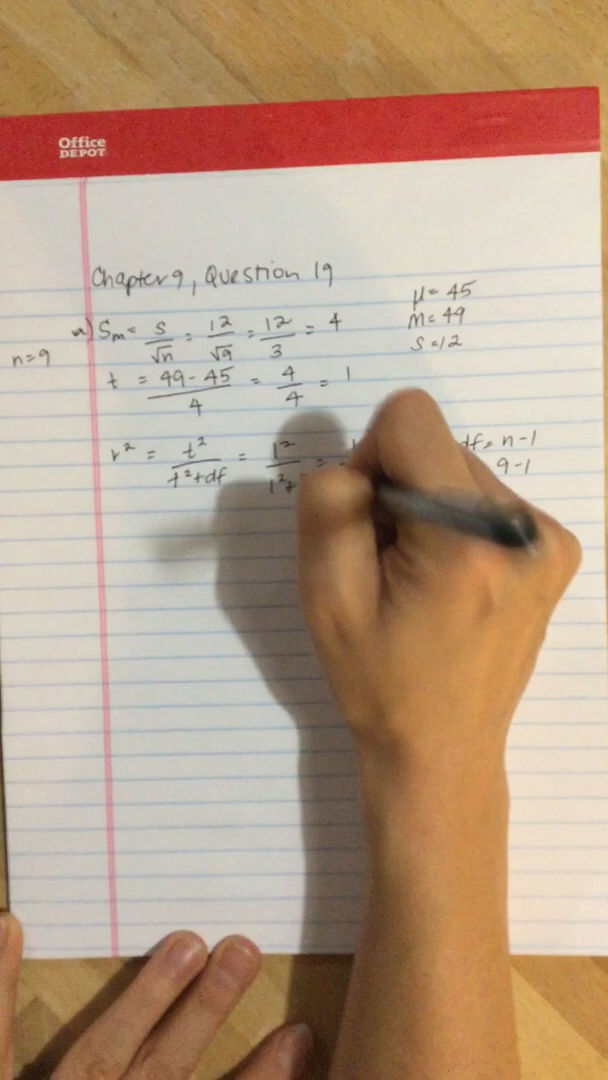 Office
DEPOT
Chapter 9, Question 19
μ = 45
M = 49
S = 12
n = 9
a) Sm = s/√n = 12/√9 = 12/3 = 4
t = 49 - 45/4 = 4/4 = 1
r² = t²/t²+df = 1²/1²+ =
df = n-1
9-1